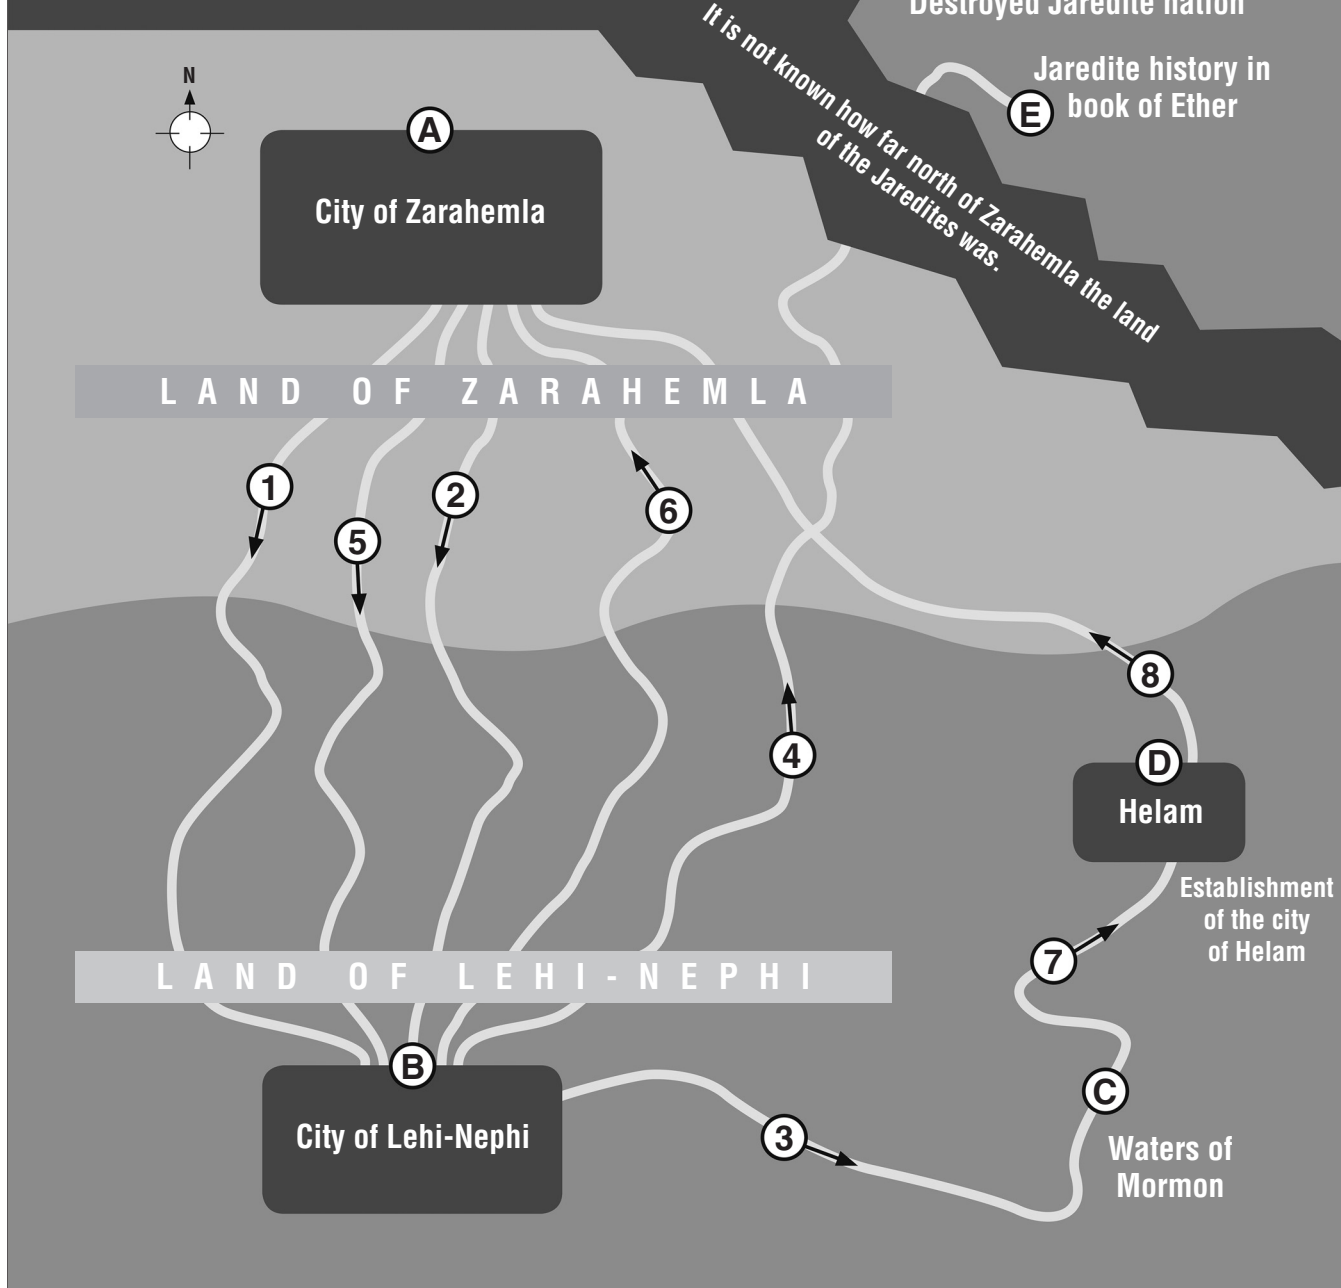 Destroyed Jaredite nation
It is not known how far north of Zarahemla the land
of the Jaredites was.
Jaredite history in
book of Ether
E
N
A
City of Zarahemla
LAND OF ZARAHEMLA
1
5
2
6
4
8
D
Helam
Establishment
of the city
of Helam
7
LAND OF LEHI-NEPHI
B
City of Lehi-Nephi
3
C
Waters of
Mormon